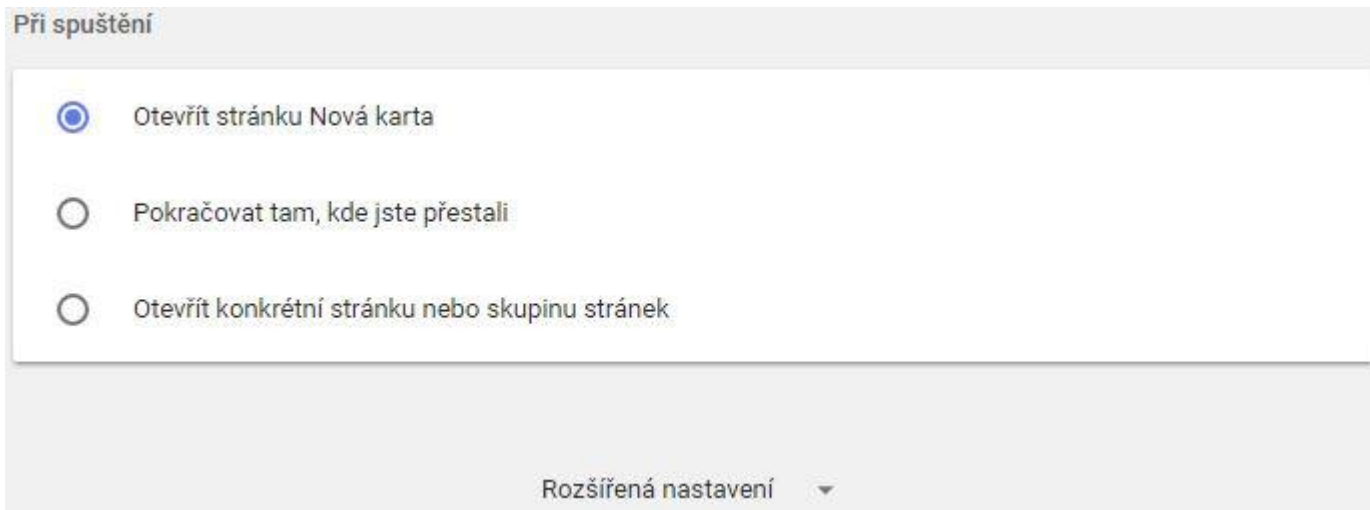 Při spuštění
Otevřít stránku Nová karta
Pokračovat tam, kde jste přestali
Otevřít konkrétní stránku nebo skupinu stránek
Rozšířená nastavení